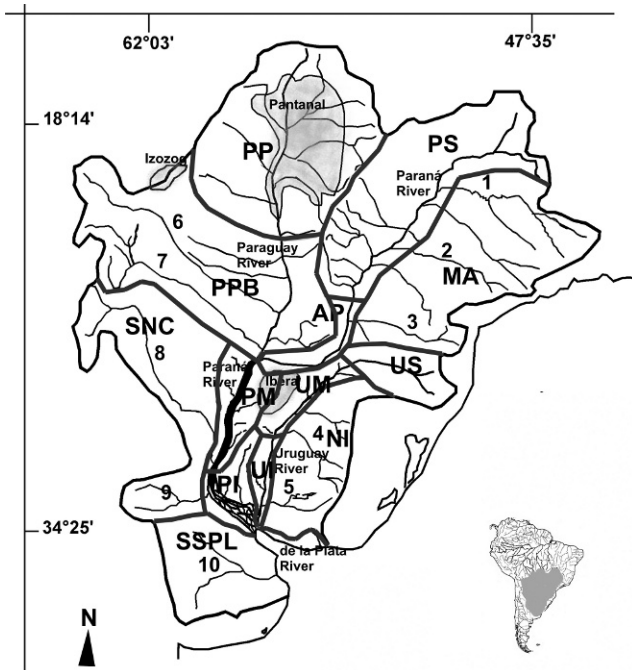 62°03'
47°35'
18°14'
Pantanal
PS
Izozog
PP
Paraná
River
1
6
Paraguay
River
2
MA
7
PPB
AP
3
SNC
8
Paraná
River
Iberá
US
PM
UM
4
NI
Uruguay
River
UI
PI
5
9
34°25'
SSPL
10
de la Plata
River
N